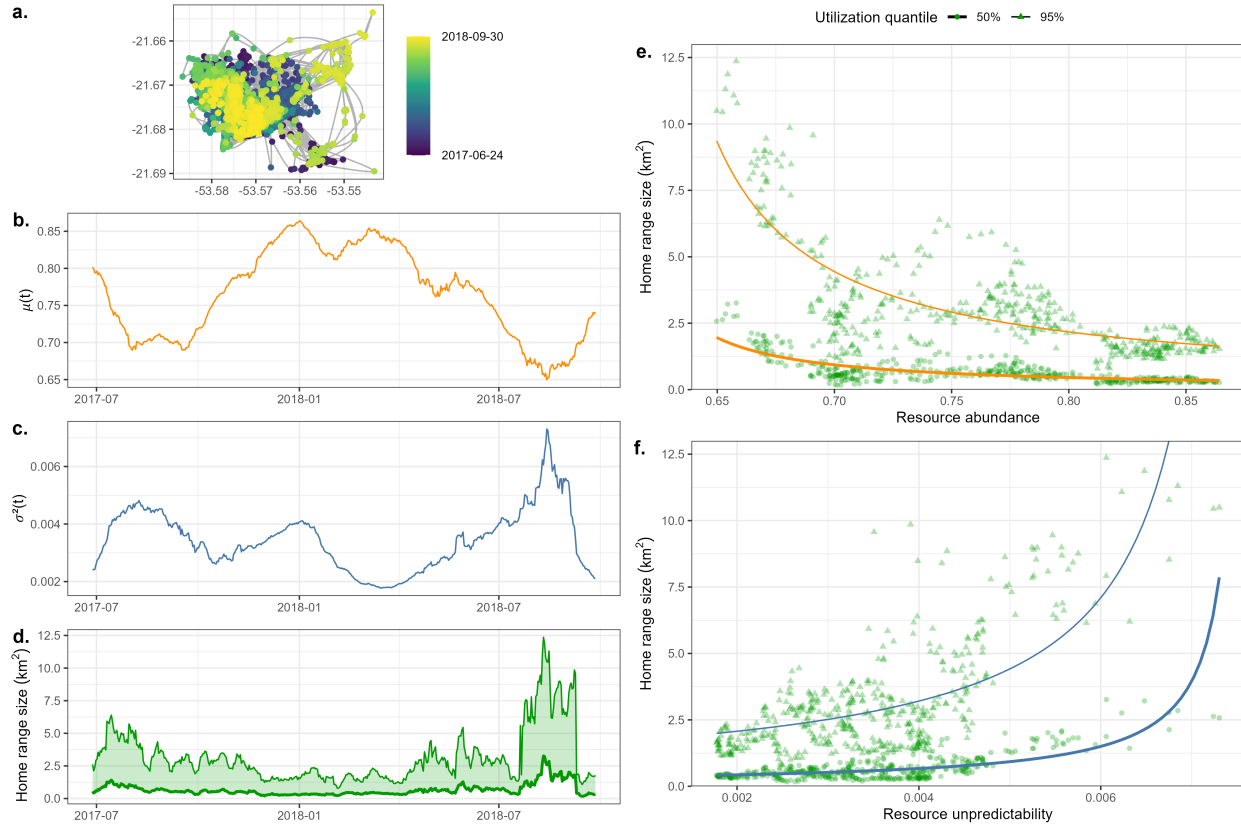 a.
-21.66
-21.67
-21.68
-21.69
-53.58 -53.57 -53.56 -53.55
2018-09-30
2017-06-24
b.
μ(t)
0.85
0.80
0.75
0.70
0.65
2017-07 2018-01 2018-07
c.
σ²(t)
0.006
0.004
0.002
2017-07 2018-01 2018-07
d.
Home range size (km²)
12.5
10.0
7.5
5.0
2.5
0.0
2017-07 2018-01 2018-07
Utilization quantile 50% 95%
e.
Home range size (km²)
12.5
10.0
7.5
5.0
2.5
0.0
0.65 0.70 0.75 0.80 0.85
Resource abundance
f.
Home range size (km²)
12.5
10.0
7.5
5.0
2.5
0.0
0.002 0.004 0.006
Resource unpredictability